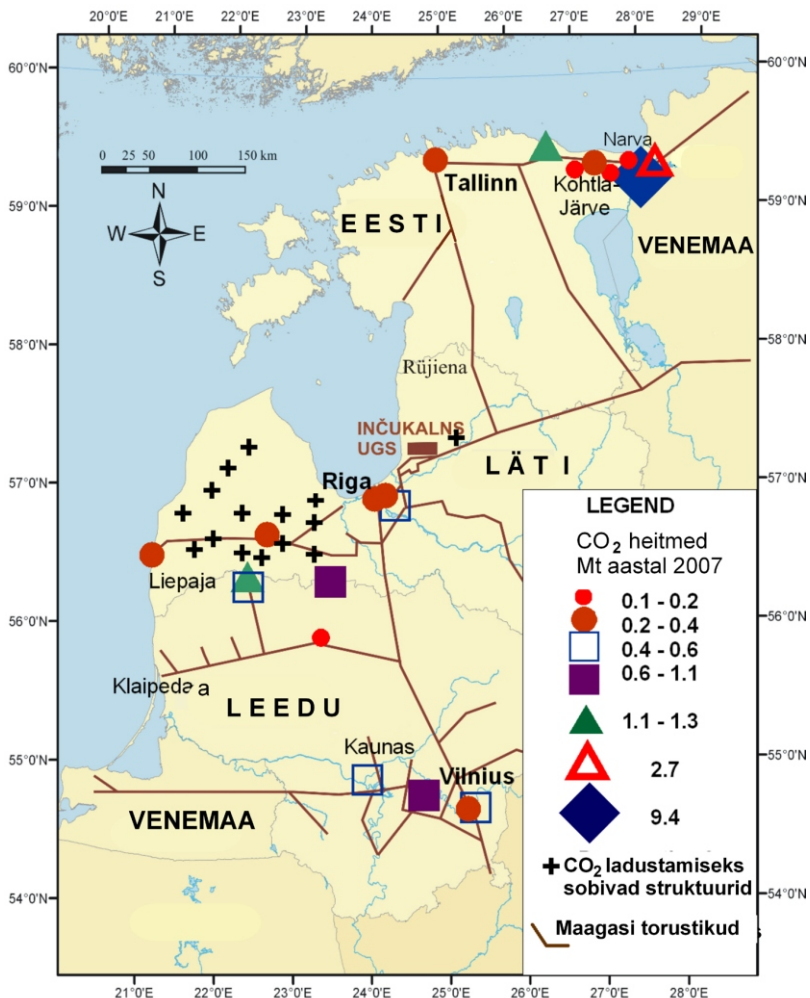 20°0'E 21°0'E 22°0'E 23°0'E 24°0'E 25°0'E 26°0'E 27°0'E 28°0'E
60°0'N
60°0'N
0 25 50 100 150 km
N
W E
S
Narva
Tallinn
Kohtla-
Järve
EESTI
59°0'N
59°0'N
VENEMAA
58°0'N
58°0'N
Rüjiena
INČUKALNS
UGS
LÄTI
57°0'N
57°0'N
Riga
Liepaja
56°0'N
56°0'N
Klaipeda
LEEDU
Kaunas
Vilnius
55°0'N
55°0'N
VENEMAA
54°0'N
54°0'N
LEGEND
CO2 heitmed
Mt aastal 2007
0.1 - 0.2
0.2 - 0.4
0.4 - 0.6
0.6 - 1.1
1.1 - 1.3
2.7
9.4
CO2 ladustamiseks
sobivad struktuurid
Maagasi torustikud
21°0'E 22°0'E 23°0'E 24°0'E 25°0'E 26°0'E 27°0'E 28°0'E